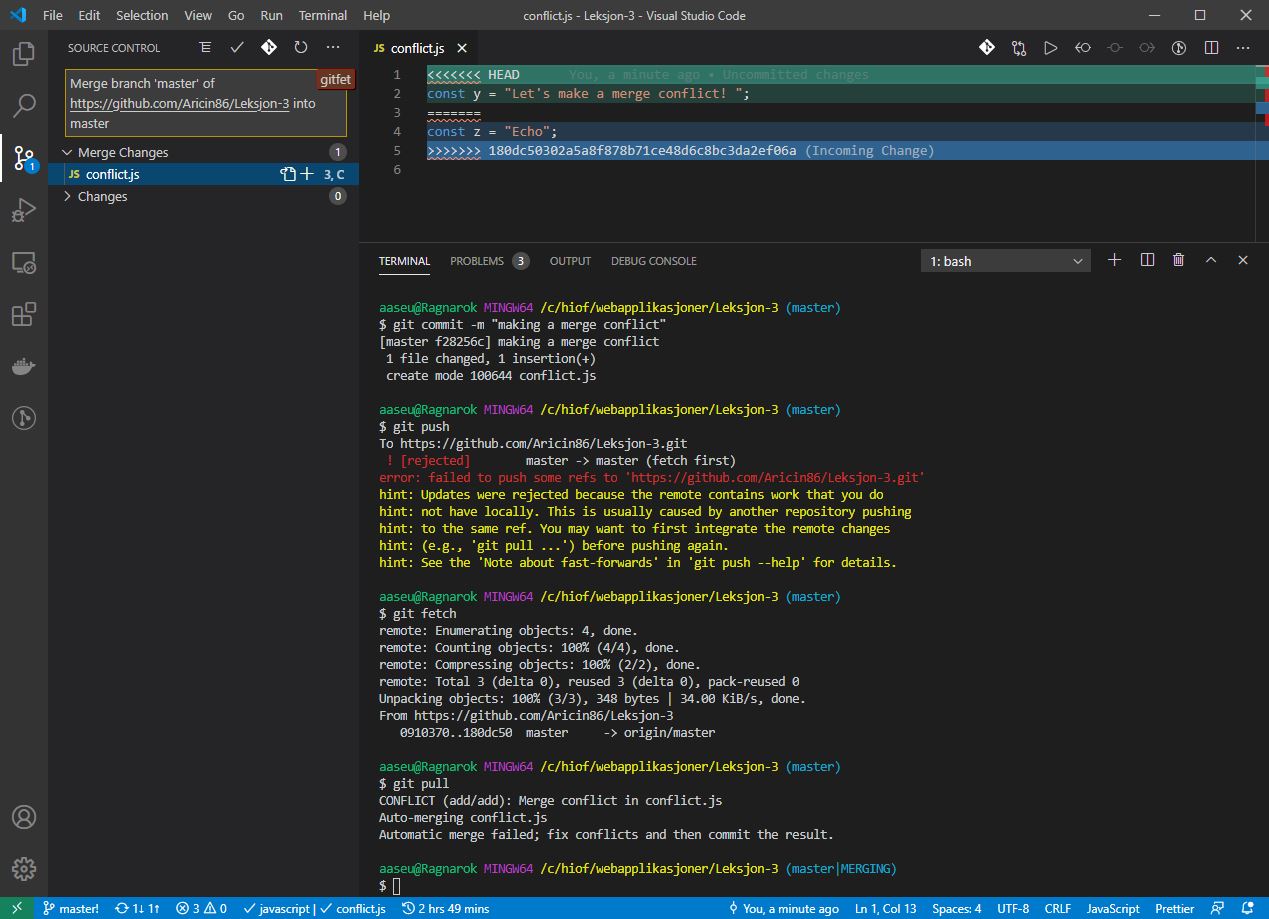 File Edit Selection View Go Run Terminal Help conflict.js - Leksjon-3 - Visual Studio Code
SOURCE CONTROL
JS conflict.js
Merge branch 'master' of
https://github.com/Aricin86/Leksjon-3 into
master
gitfet
Merge Changes 1
JS conflict.js 3, C
Changes 0
1
1 <<<<<<< HEAD You, a minute ago • Uncommitted changes
2 const y = "Let's make a merge conflict! ";
3 =======
4 const z = "Echo";
5 >>>>>>> 180dc50302a5a8f878b71ce48d6c8bc3da2ef06a (Incoming Change)
6
TERMINAL PROBLEMS 3 OUTPUT DEBUG CONSOLE 1: bash
aaseu@Ragnarok MINGW64 /c/hiof/webapplikasjoner/Leksjon-3 (master)
$ git commit -m "making a merge conflict"
[master f28256c] making a merge conflict
1 file changed, 1 insertion(+)
create mode 100644 conflict.js
aaseu@Ragnarok MINGW64 /c/hiof/webapplikasjoner/Leksjon-3 (master)
$ git push
To https://github.com/Aricin86/Leksjon-3.git
! [rejected] master -> master (fetch first)
error: failed to push some refs to 'https://github.com/Aricin86/Leksjon-3.git'
hint: Updates were rejected because the remote contains work that you do
hint: not have locally. This is usually caused by another repository pushing
hint: to the same ref. You may want to first integrate the remote changes
hint: (e.g., 'git pull ...') before pushing again.
hint: See the 'Note about fast-forwards' in 'git push --help' for details.
aaseu@Ragnarok MINGW64 /c/hiof/webapplikasjoner/Leksjon-3 (master)
$ git fetch
remote: Enumerating objects: 4, done.
remote: Counting objects: 100% (4/4), done.
remote: Compressing objects: 100% (2/2), done.
remote: Total 3 (delta 0), reused 3 (delta 0), pack-reused 0
Unpacking objects: 100% (3/3), 348 bytes | 34.00 KiB/s, done.
From https://github.com/Aricin86/Leksjon-3
0910370..180dc50 master -> origin/master
aaseu@Ragnarok MINGW64 /c/hiof/webapplikasjoner/Leksjon-3 (master)
$ git pull
CONFLICT (add/add): Merge conflict in conflict.js
Auto-merging conflict.js
Automatic merge failed; fix conflicts and then commit the result.
aaseu@Ragnarok MINGW64 /c/hiof/webapplikasjoner/Leksjon-3 (master|MERGING)
$
master! 1↓ 1↑ 3 0 javascript | conflict.js 2 hrs 49 mins You, a minute ago Ln 1, Col 13 Spaces: 4 UTF-8 CRLF JavaScript Prettier